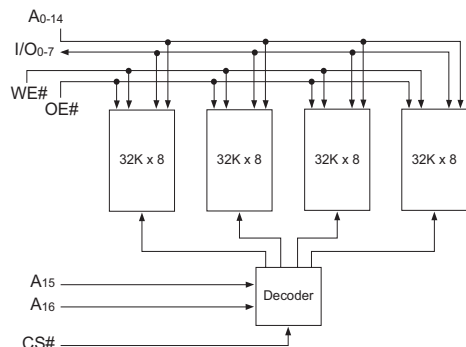 A0-14
I/O0-7
WE#
OE#
32K x 8
32K x 8
32K x 8
32K x 8
A15
A16
Decoder
CS#